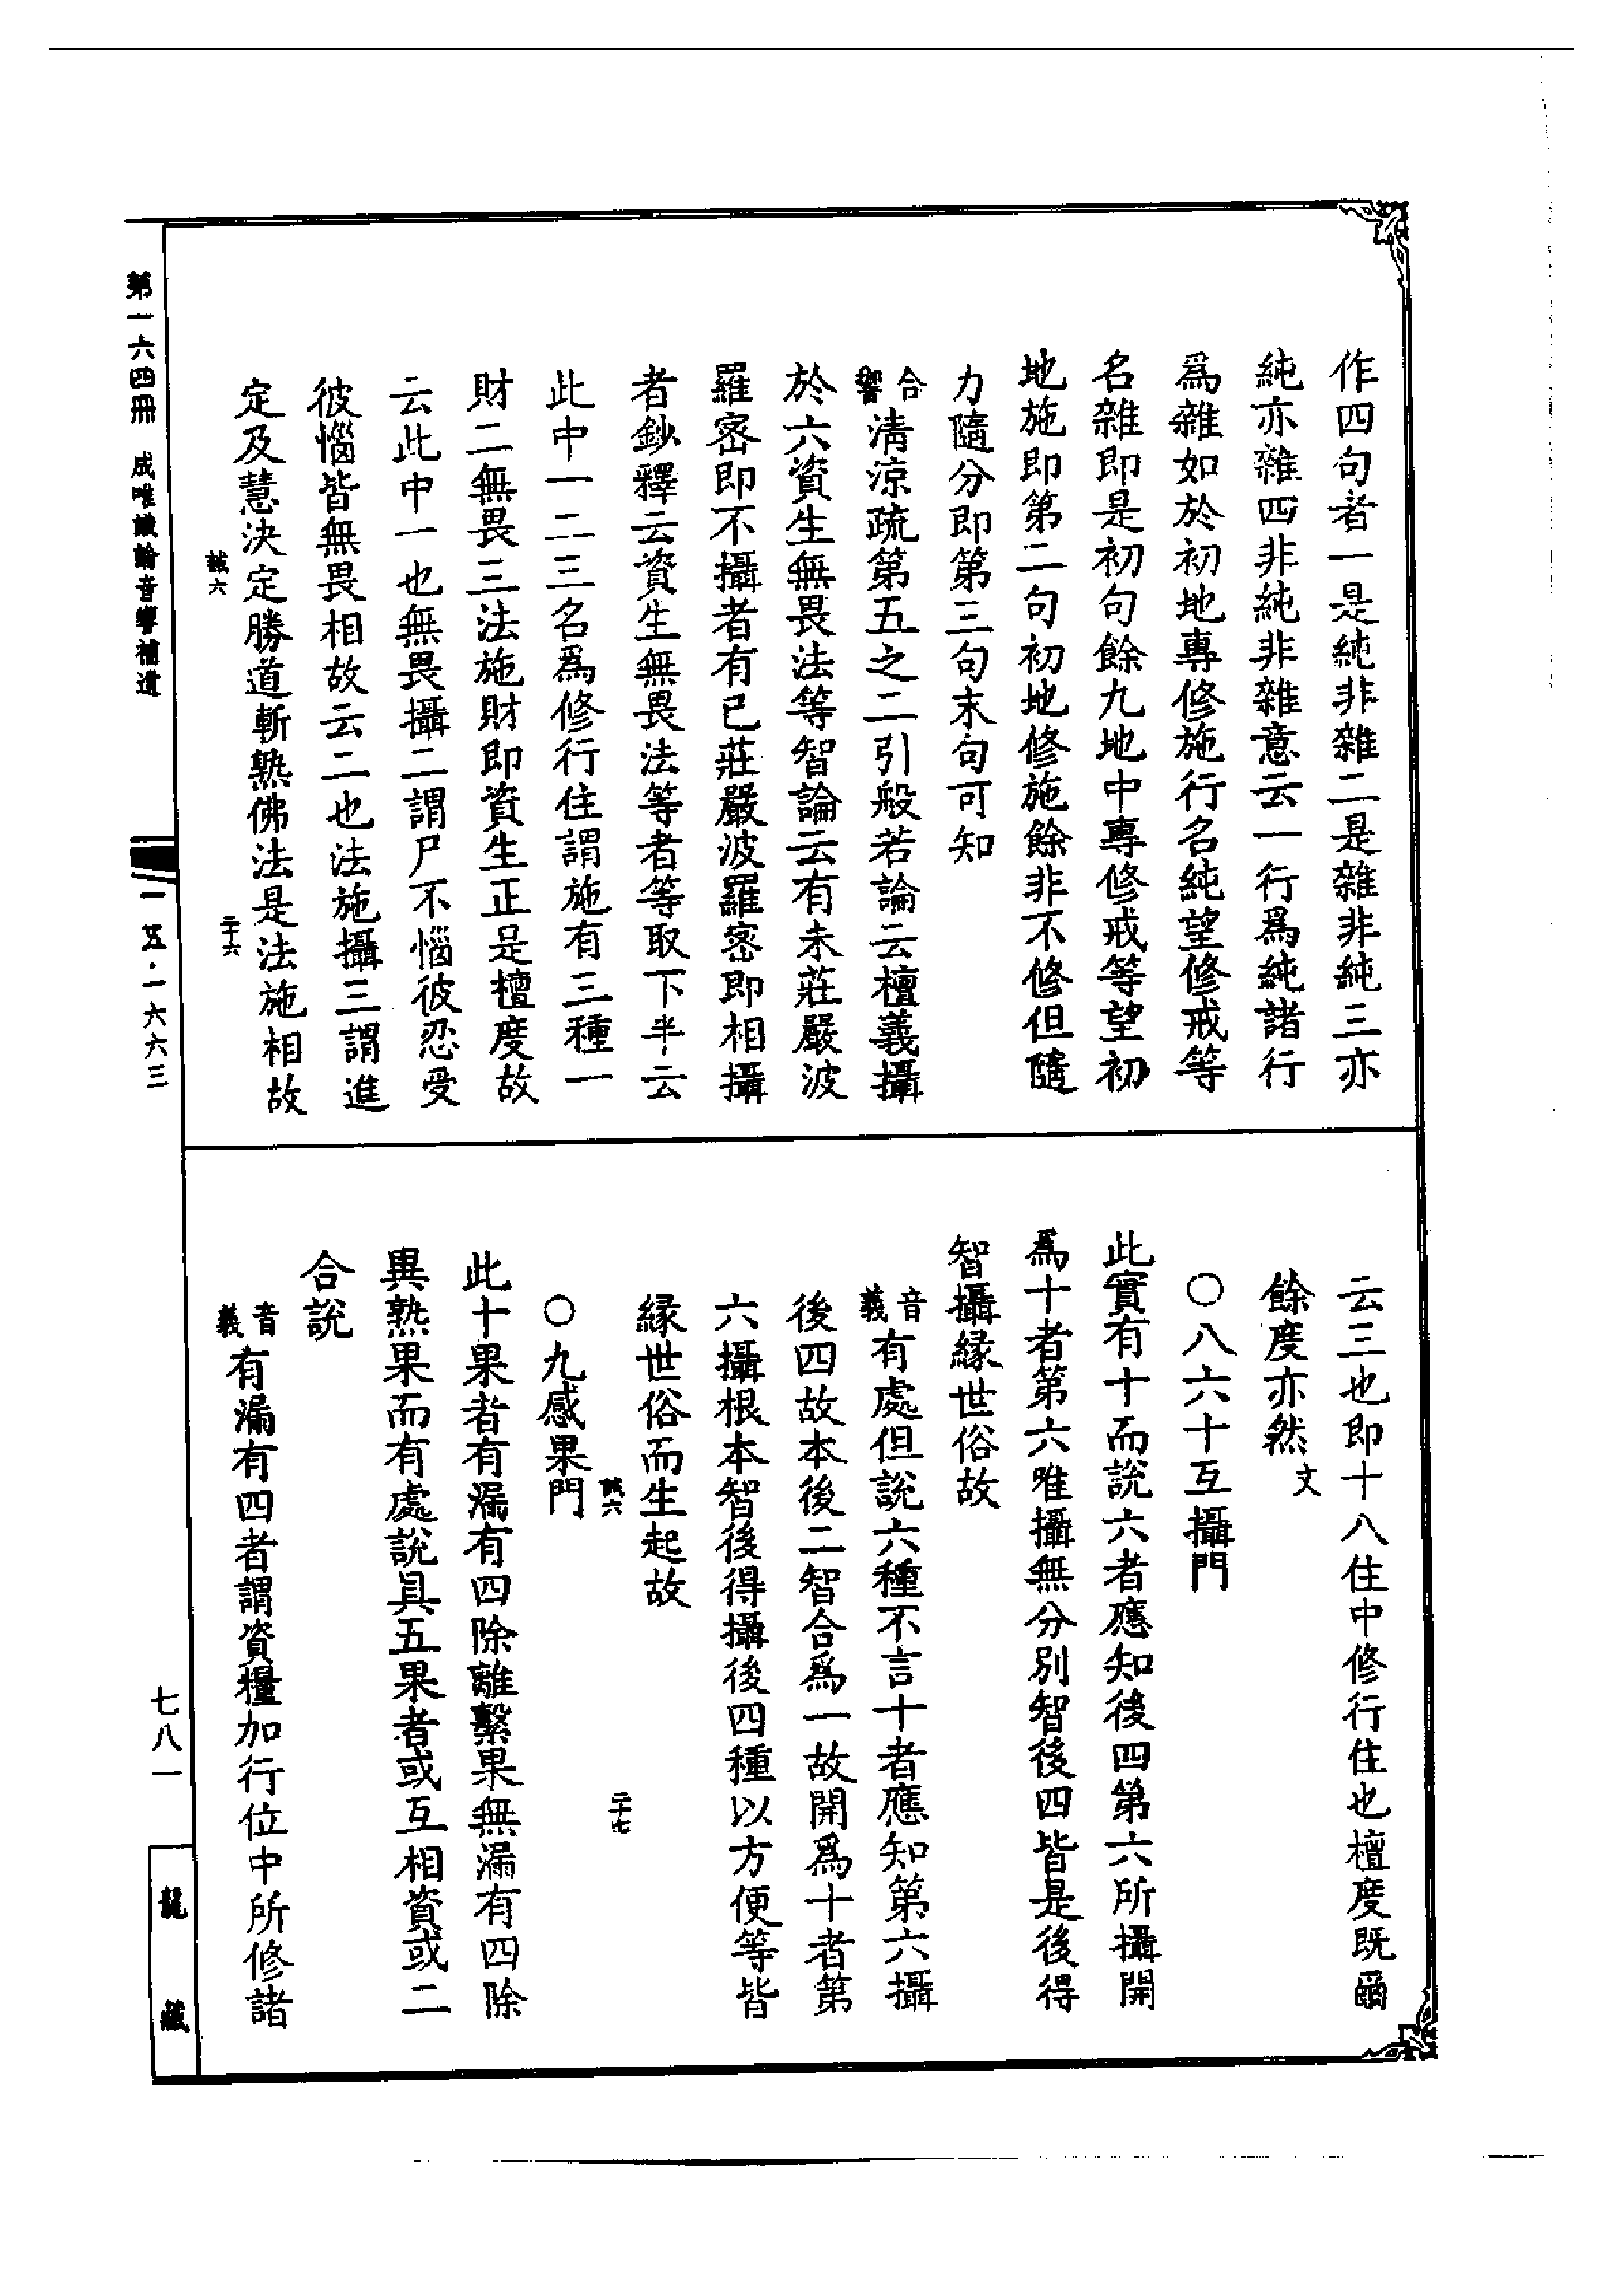 作四句者一是純非雜二是雜非純三亦
純亦雜四非純非雜意云一行爲純諸行
爲雜如於初地專修施行名純望修戒等
名雜即是初句餘九地中專修戒等望初
地施即第二句初地修施餘非不修但隨
力隨分即第三句末句可知
合響清涼疏第五之二引般若論云檀義攝
於六資生無畏法等智論云有未莊嚴波
羅密即不攝者有已莊嚴波羅密即相攝
者鈔釋云資生無畏法等者等取下半云
此中一二三名爲修行住謂施有三種一
財二無畏三法施財即資生正是檀度故
云此中一也無畏攝二謂尸不惱彼忍受
彼惱皆無畏相故云二也法施攝三謂進
定及慧決定勝道斬熟佛法是法施相故
誠六 二十六
云三也即十八住中修行住也檀度既爾
餘度亦然文
○八六十互攝門
此實有十而說六者應知後四第六所攝開
爲十者第六唯攝無分別智後四皆是後得
智攝緣世俗故
音義有處但說六種不言十者應知第六攝
後四故本後二智合爲一故開爲十者第
六攝根本智後得攝後四種以方便等皆
緣世俗而生起故
誠六 二十七
○九感果門
此十果者有漏有四除離繫果無漏有四除
異熟果而有處說具五果者或互相資或二
合說
音義有漏有四者謂資糧加行位中所修諸
第一六四冊 成唯識論音響補遺
一五·一六六三
七八一
龍藏